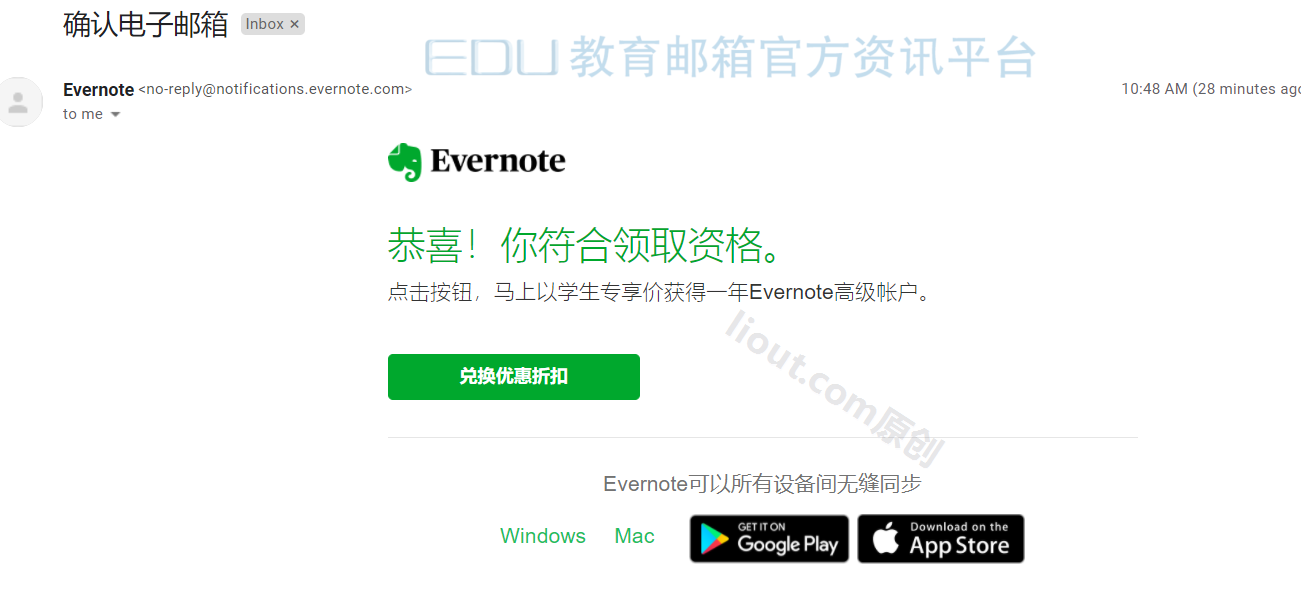 确认电子邮箱 Inbox ×
EDU教育邮箱官方资讯平台
Evernote <no-reply@notifications.evernote.com>
10:48 AM (28 minutes ago
to me
Evernote
恭喜！你符合领取资格。
点击按钮，马上以学生专享价获得一年Evernote高级帐户。
liout.com原创
兑换优惠折扣
Evernote可以所有设备间无缝同步
Windows Mac
GET IT ON
Google Play
Download on the
App Store